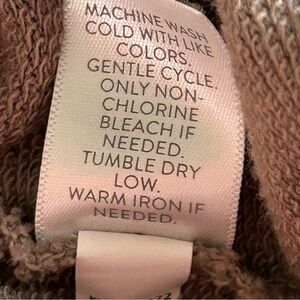 MACHINE WASH
COLD WITH LIKE
COLORS.
GENTLE CYCLE.
ONLY NON-
CHLORINE
BLEACH IF
NEEDED.
TUMBLE DRY
LOW.
WARM IRON IF
NEEDED.